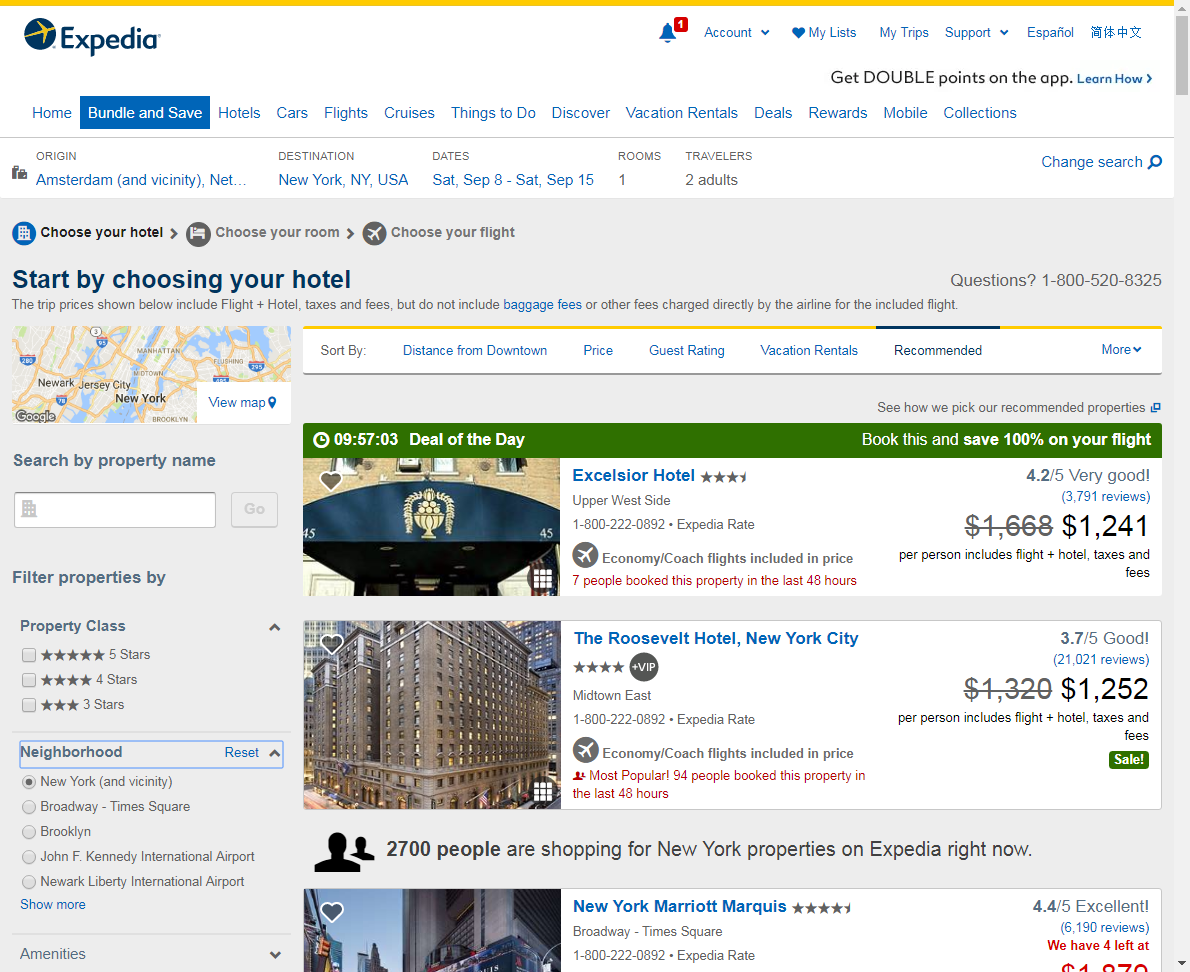 Expedia
1
Account
My Lists
My Trips
Support
Español
简体中文
Get DOUBLE points on the app. Learn How
Home
Bundle and Save
Hotels
Cars
Flights
Cruises
Things to Do
Discover
Vacation Rentals
Deals
Rewards
Mobile
Collections
ORIGIN
Amsterdam (and vicinity), Net...
DESTINATION
New York, NY, USA
DATES
Sat, Sep 8 - Sat, Sep 15
ROOMS
1
TRAVELERS
2 adults
Change search
Choose your hotel
Choose your room
Choose your flight
Start by choosing your hotel
Questions? 1-800-520-8325
The trip prices shown below include Flight + Hotel, taxes and fees, but do not include baggage fees or other fees charged directly by the airline for the included flight.
3
95
280
MANHATTAN
FLUSHING
MIDTOWN
495
295
Newark
Jersey City
78
New York
BROOKLYN
Google
View map
Sort By:
Distance from Downtown
Price
Guest Rating
Vacation Rentals
Recommended
More
See how we pick our recommended properties
Search by property name
Go
Filter properties by
Property Class
5 Stars
4 Stars
3 Stars
Neighborhood
Reset
New York (and vicinity)
Broadway - Times Square
Brooklyn
John F. Kennedy International Airport
Newark Liberty International Airport
Show more
Amenities
09:57:03 Deal of the Day
Book this and save 100% on your flight
45
45
Excelsior Hotel
Upper West Side
1-800-222-0892 • Expedia Rate
Economy/Coach flights included in price
7 people booked this property in the last 48 hours
4.2/5 Very good!
(3,791 reviews)
$1,668 $1,241
per person includes flight + hotel, taxes and
fees
The Roosevelt Hotel, New York City
+VIP
Midtown East
1-800-222-0892 • Expedia Rate
Economy/Coach flights included in price
Most Popular! 94 people booked this property in
the last 48 hours
3.7/5 Good!
(21,021 reviews)
$1,320 $1,252
per person includes flight + hotel, taxes and
fees
Sale!
2700 people are shopping for New York properties on Expedia right now.
New York Marriott Marquis
Broadway - Times Square
1-800-222-0892 • Expedia Rate
4.4/5 Excellent!
(6,190 reviews)
We have 4 left at